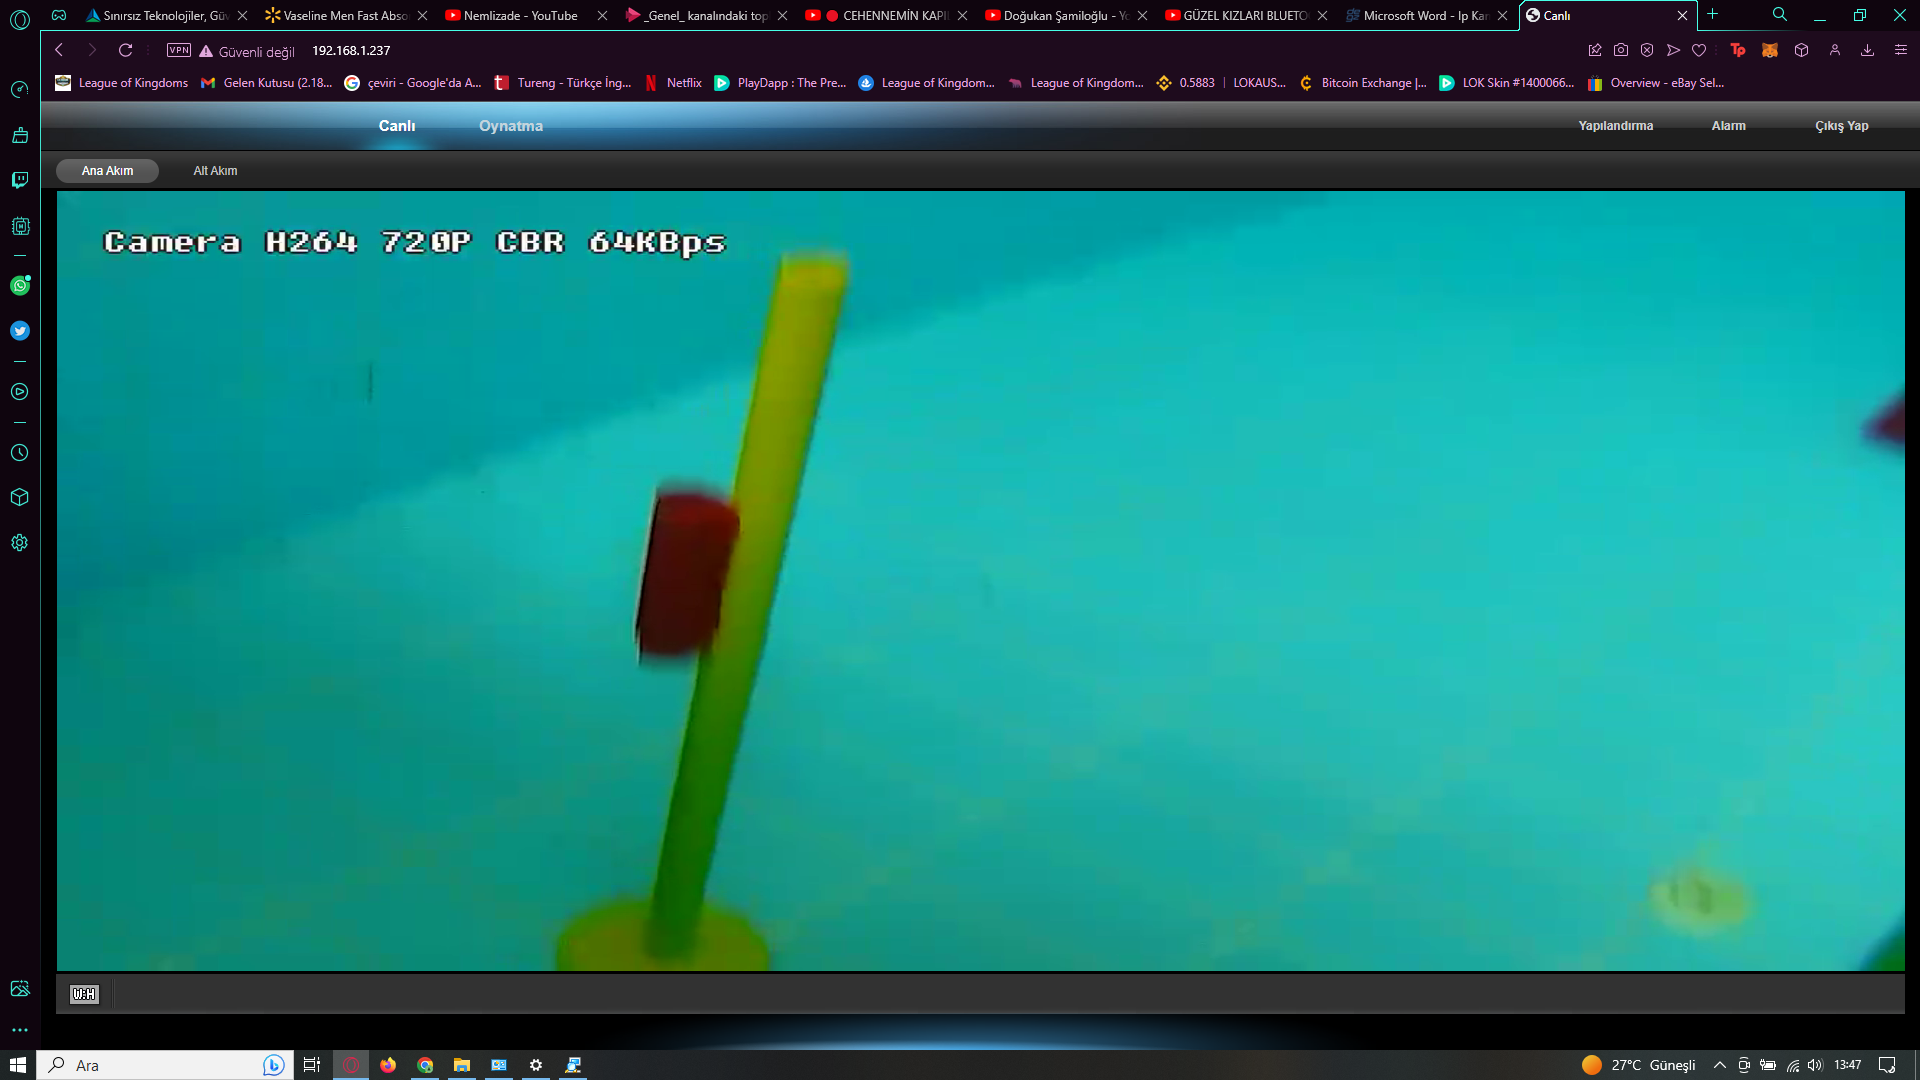 Sınırsız Teknolojiler, Gü
Vaseline Men Fast Abso
Nemlizade - YouTube
_Genel_ kanalındaki top
CEHENNEMİN KAPI
Doğukan Şamiloğlu - Yo
GÜZEL KIZLARI BLUETO
Microsoft Word - Ip Kan
Canlı
VPN
Güvenli değil
192.168.1.237
League of Kingdoms
Gelen Kutusu (2.18...
çeviri - Google'da A...
Tureng - Türkçe İng...
Netflix
PlayDapp : The Pre...
League of Kingdom...
League of Kingdom...
0.5883 | LOKAUS...
Bitcoin Exchange |...
LOK Skin #1400066...
Overview - eBay Sel...
Canlı
Oynatma
Yapılandırma
Alarm
Çıkış Yap
Ana Akım
Alt Akım
Camera H264 720P CBR 64KBps
W:H
Ara
27°C Güneşli
13:47